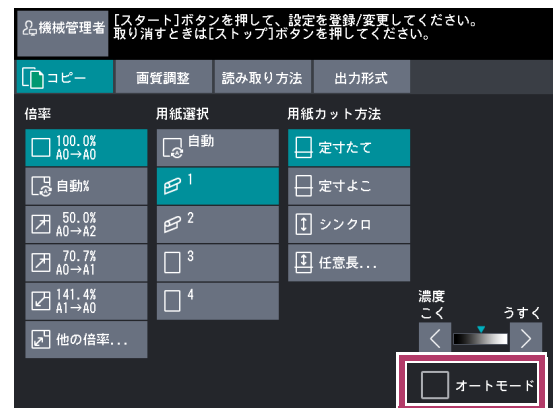 機械管理者
[スタート]ボタンを押して、設定を登録/変更してください。
取り消すときは[ストップ]ボタンを押してください。
コピー
画質調整
読み取り方法
出力形式
倍率
100.0%
A0→A0
自動%
50.0%
A0→A2
70.7%
A0→A1
141.4%
A1→A0
他の倍率...
用紙選択
自動
1
2
3
4
用紙カット方法
定寸たて
定寸よこ
シンクロ
任意長...
濃度
こく うすく
オートモード